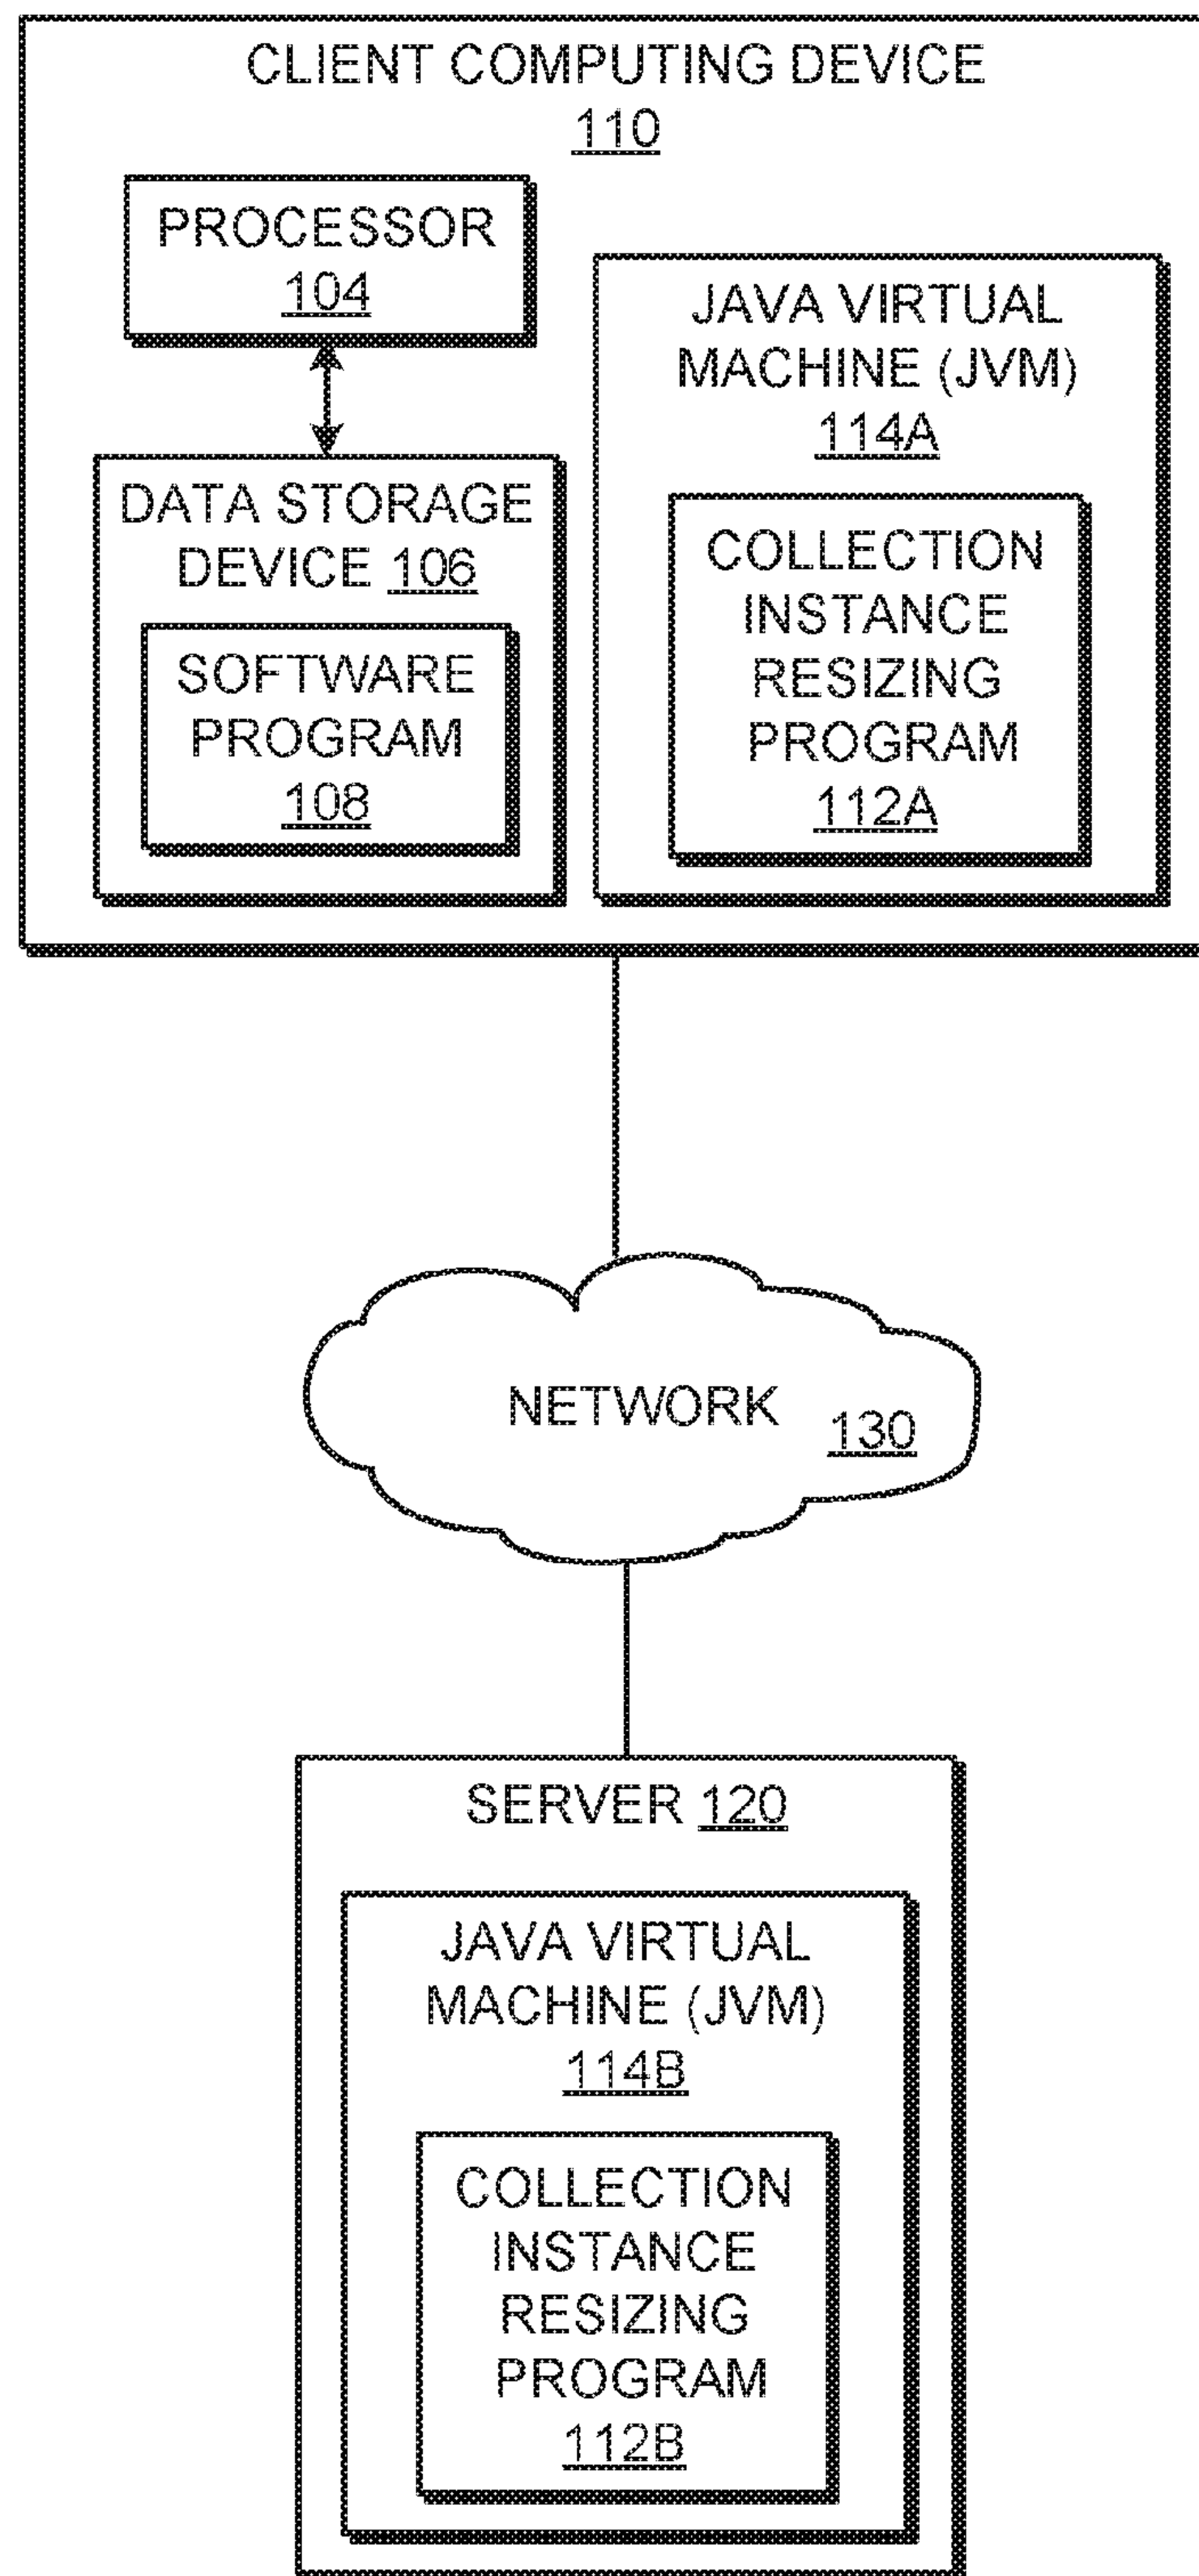 CLIENT COMPUTING DEVICE
110
PROCESSOR
104
DATA STORAGE
DEVICE 106
SOFTWARE
PROGRAM
108
JAVA VIRTUAL
MACHINE (JVM)
114A
COLLECTION
INSTANCE
RESIZING
PROGRAM
112A
NETWORK
130
SERVER 120
JAVA VIRTUAL
MACHINE (JVM)
114B
COLLECTION
INSTANCE
RESIZING
PROGRAM
112B